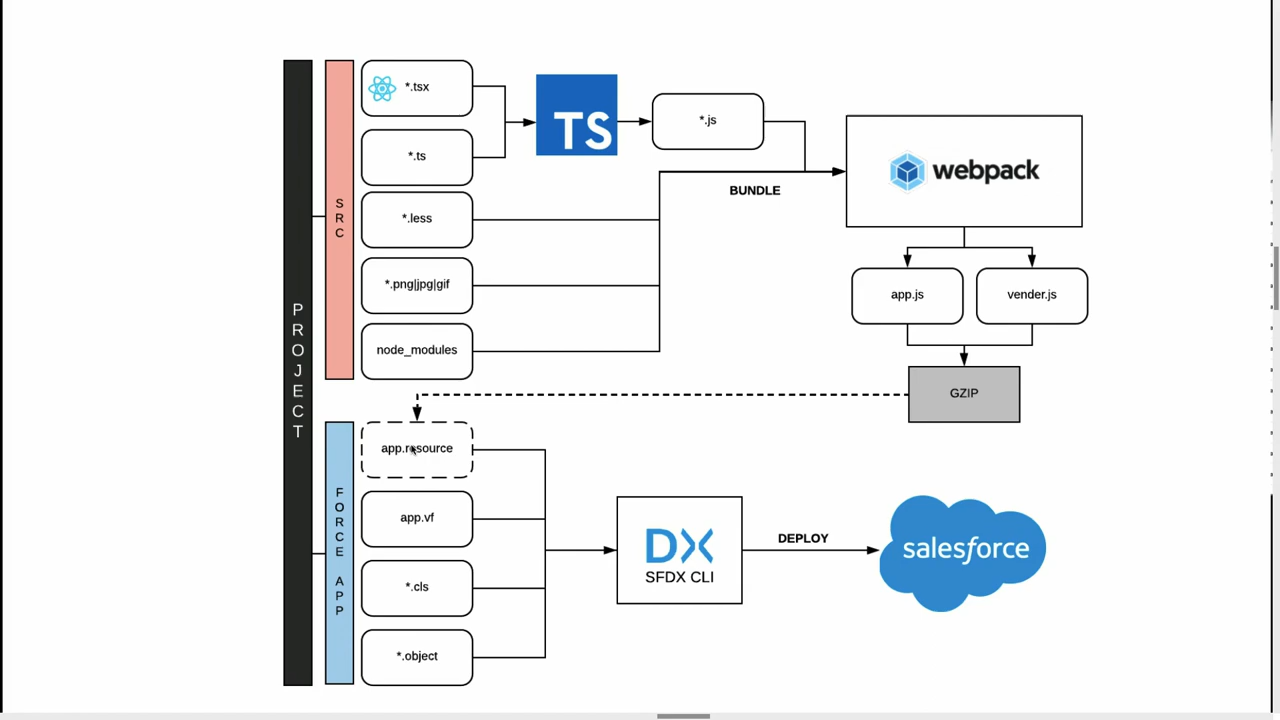 PROJECT
SRC
*.tsx
*.ts
*.less
*.png|jpg|gif
node_modules
TS
*.js
BUNDLE
webpack
app.js
vender.js
GZIP
FORCE APP
app.resource
app.vf
*.cls
*.object
DX
SFDX CLI
DEPLOY
salesforce